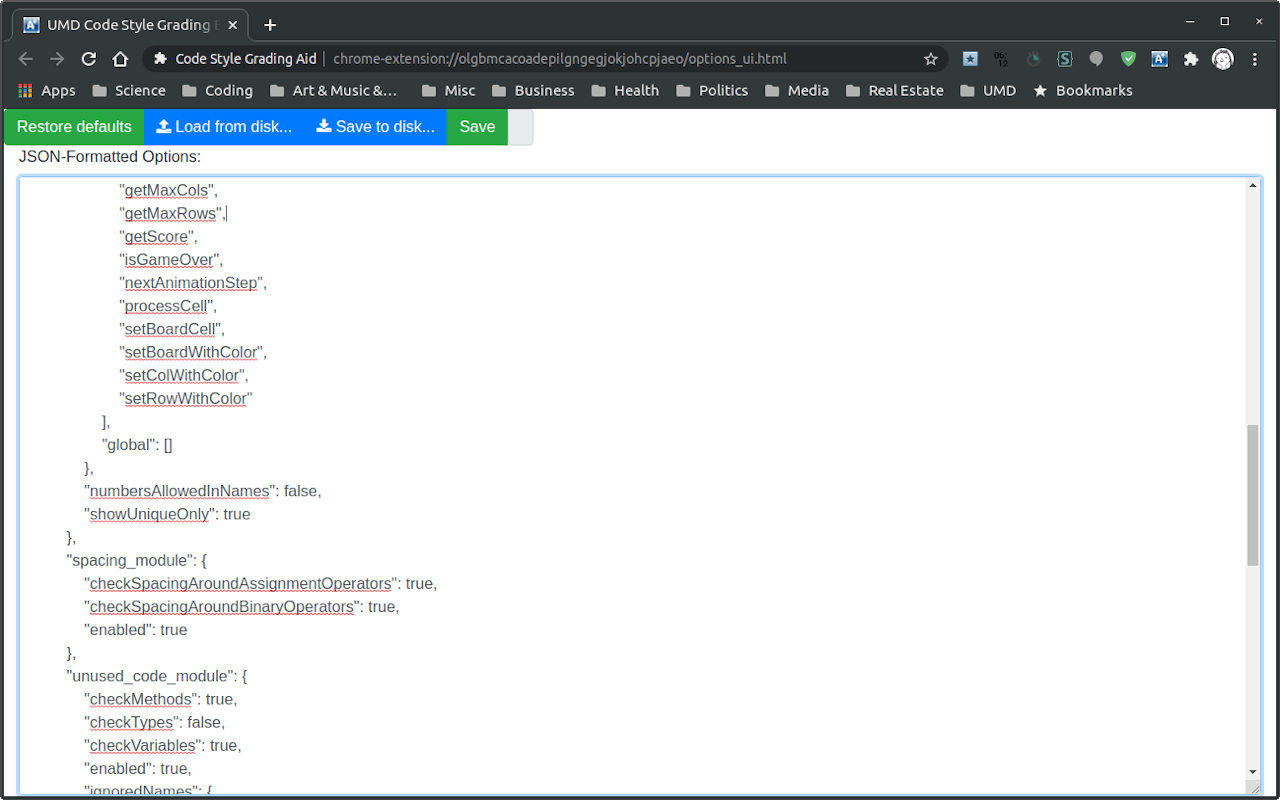 UMD Code Style Grading E
Code Style Grading Aid | chrome-extension://olgbmcacoadepilgngegjokjohcpjaeo/options_ui.html
06:
12
S
A+
Apps Science Coding Art & Music &... Misc Business Health Politics Media Real Estate UMD Bookmarks
Restore defaults Load from disk... Save to disk... Save
JSON-Formatted Options:
"getMaxCols",
"getMaxRows",
"getScore",
"isGameOver",
"nextAnimationStep",
"processCell",
"setBoardCell",
"setBoardWithColor",
"setColWithColor",
"setRowWithColor"
],
"global": []
},
"numbersAllowedInNames": false,
"showUniqueOnly": true
},
"spacing_module": {
"checkSpacingAroundAssignmentOperators": true,
"checkSpacingAroundBinaryOperators": true,
"enabled": true
},
"unused_code_module": {
"checkMethods": true,
"checkTypes": false,
"checkVariables": true,
"enabled": true,
"ignoredNames": {